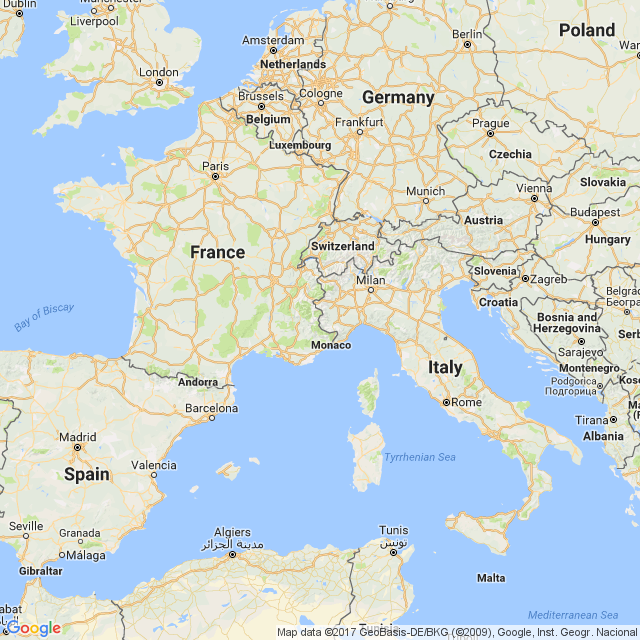 Dublin
Liverpool
London
Amsterdam
Netherlands
Berlin
Poland
Brussels
Belgium
Cologne
Germany
Frankfurt
Luxembourg
Prague
Czechia
Paris
Munich
Vienna
Slovakia
Austria
Budapest
Hungary
France
Switzerland
Milan
Slovenia
Zagreb
Croatia
Bay of Biscay
Monaco
Bosnia and
Herzegovina
Sarajevo
Montenegro
Podgorica
Подгорица
Andorra
Italy
Barcelona
Rome
Tirana
Albania
Madrid
Spain
Valencia
Tyrrhenian Sea
Seville
Granada
Málaga
Gibraltar
Algiers
مدينة الجزائر
Tunis
تونس
Malta
Mediterranean Sea
Google
Map data ©2017 GeoBasis-DE/BKG (©2009), Google, Inst. Geogr. Nacional